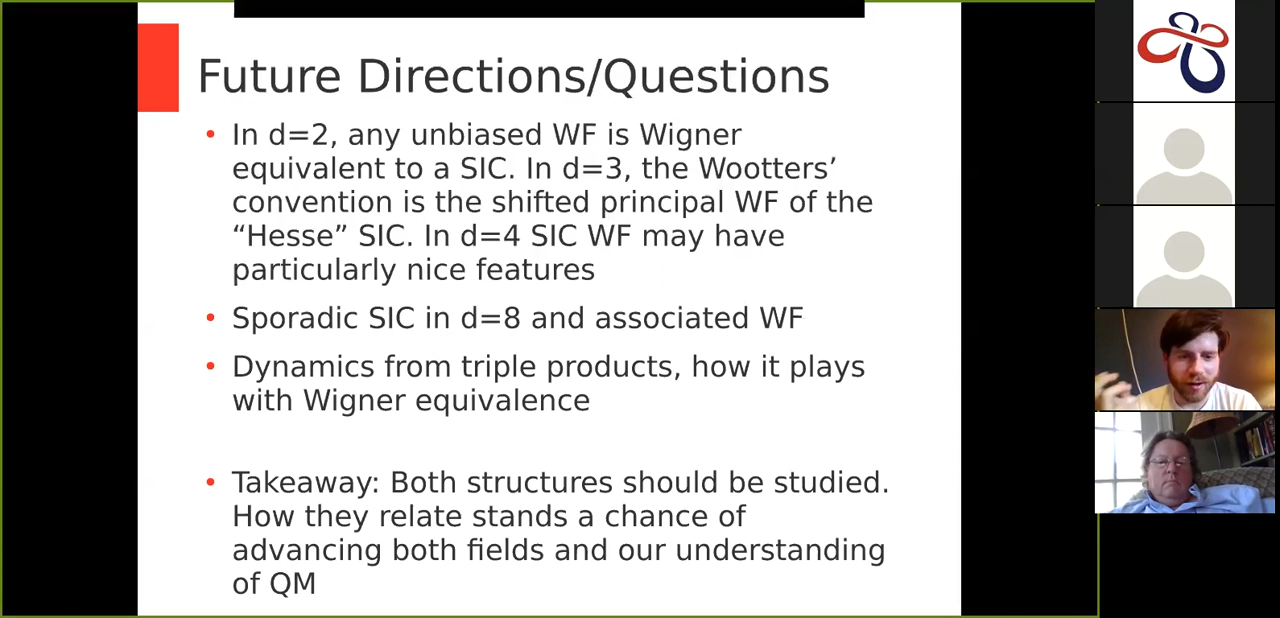 Future Directions/Questions
• In d=2, any unbiased WF is Wigner
equivalent to a SIC. In d=3, the Wootters’
convention is the shifted principal WF of the
“Hesse” SIC. In d=4 SIC WF may have
particularly nice features
• Sporadic SIC in d=8 and associated WF
• Dynamics from triple products, how it plays
with Wigner equivalence
• Takeaway: Both structures should be studied.
How they relate stands a chance of
advancing both fields and our understanding
of QM